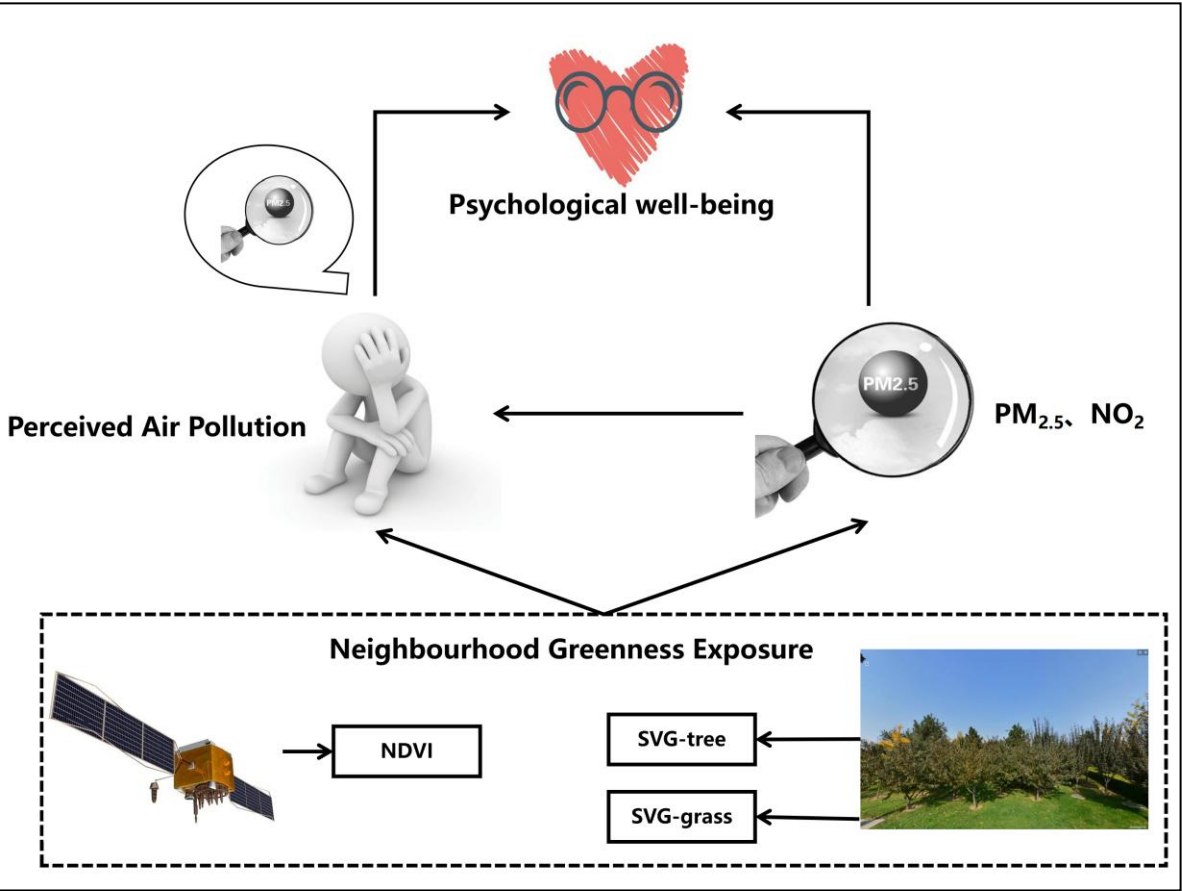 Psychological well-being
PM2.5
Perceived Air Pollution
PM2.5
PM₂.₅、NO₂
Neighbourhood Greenness Exposure
NDVI
SVG-tree
SVG-grass